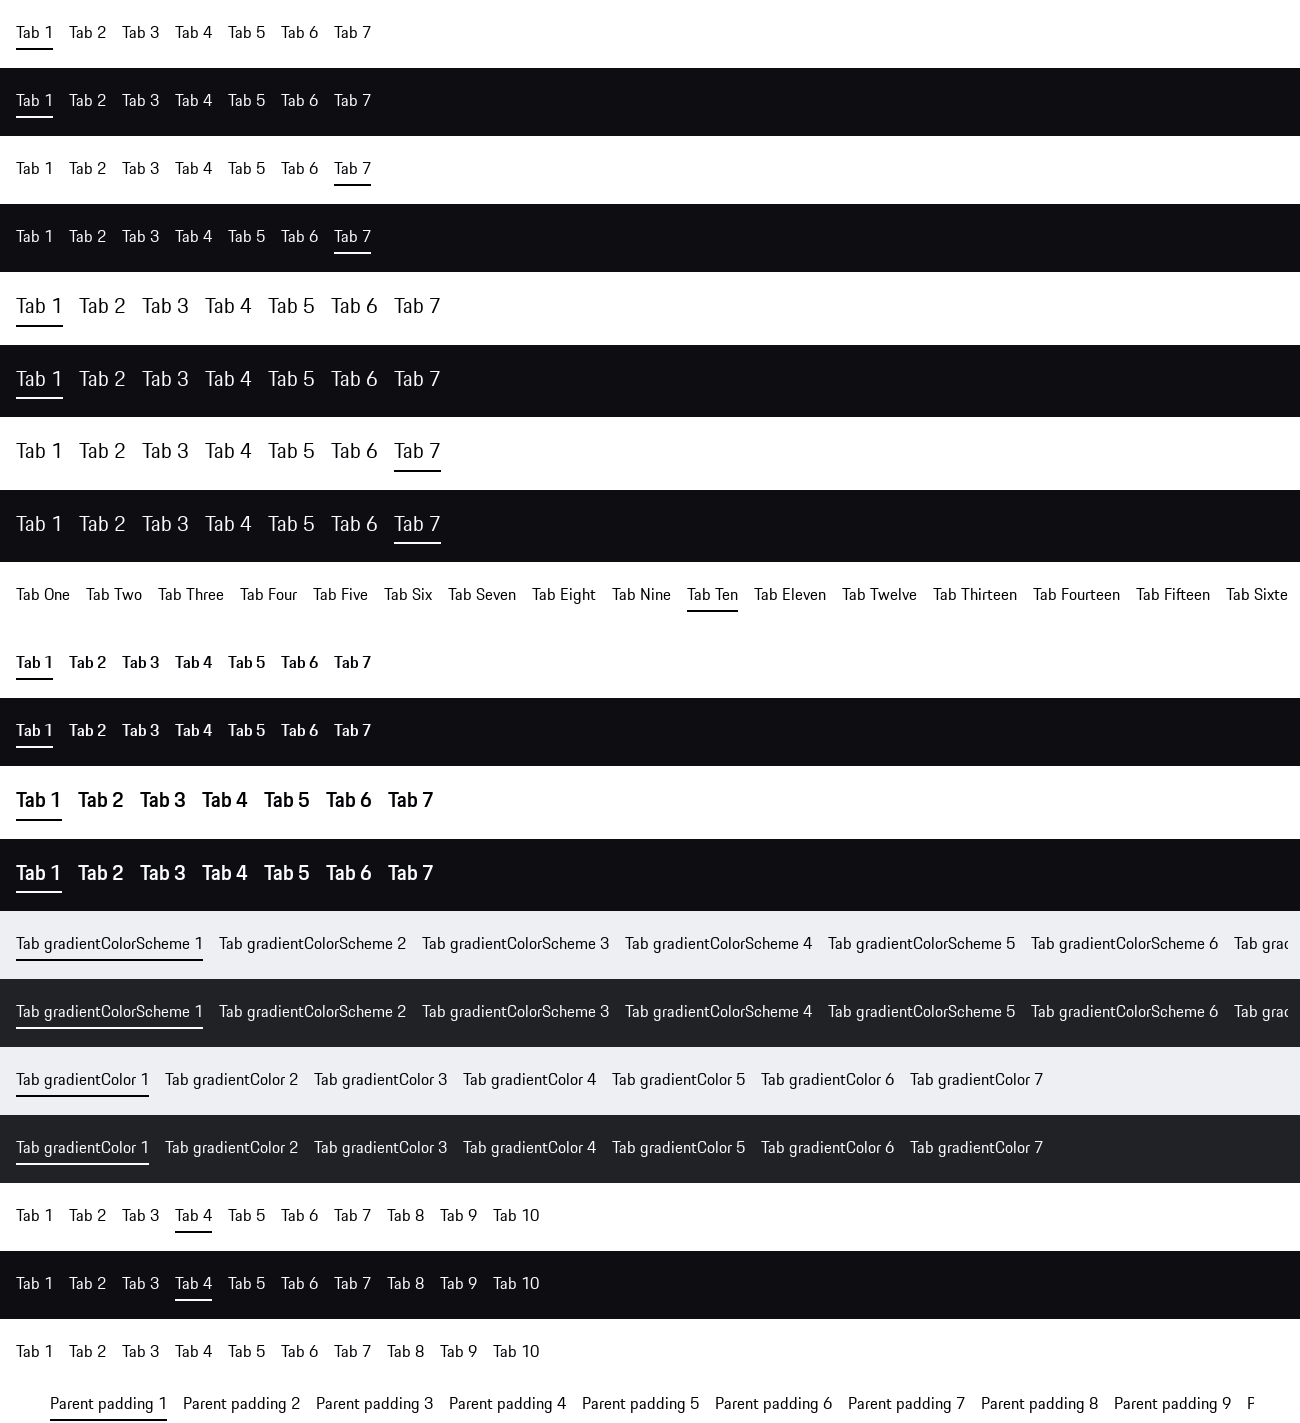 Tab 1 Tab 2 Tab 3 Tab 4 Tab 5 Tab 6 Tab 7
Tab 1 Tab 2 Tab 3 Tab 4 Tab 5 Tab 6 Tab 7
Tab 1 Tab 2 Tab 3 Tab 4 Tab 5 Tab 6 Tab 7
Tab 1 Tab 2 Tab 3 Tab 4 Tab 5 Tab 6 Tab 7
Tab 1 Tab 2 Tab 3 Tab 4 Tab 5 Tab 6 Tab 7
Tab 1 Tab 2 Tab 3 Tab 4 Tab 5 Tab 6 Tab 7
Tab 1 Tab 2 Tab 3 Tab 4 Tab 5 Tab 6 Tab 7
Tab 1 Tab 2 Tab 3 Tab 4 Tab 5 Tab 6 Tab 7
Tab One Tab Two Tab Three Tab Four Tab Five Tab Six Tab Seven Tab Eight Tab Nine Tab Ten Tab Eleven Tab Twelve Tab Thirteen Tab Fourteen Tab Fifteen Tab Sixte
Tab 1 Tab 2 Tab 3 Tab 4 Tab 5 Tab 6 Tab 7
Tab 1 Tab 2 Tab 3 Tab 4 Tab 5 Tab 6 Tab 7
Tab 1 Tab 2 Tab 3 Tab 4 Tab 5 Tab 6 Tab 7
Tab 1 Tab 2 Tab 3 Tab 4 Tab 5 Tab 6 Tab 7
Tab gradientColorScheme 1 Tab gradientColorScheme 2 Tab gradientColorScheme 3 Tab gradientColorScheme 4 Tab gradientColorScheme 5 Tab gradientColorScheme 6 Tab grad
Tab gradientColorScheme 1 Tab gradientColorScheme 2 Tab gradientColorScheme 3 Tab gradientColorScheme 4 Tab gradientColorScheme 5 Tab gradientColorScheme 6 Tab grad
Tab gradientColor 1 Tab gradientColor 2 Tab gradientColor 3 Tab gradientColor 4 Tab gradientColor 5 Tab gradientColor 6 Tab gradientColor 7
Tab gradientColor 1 Tab gradientColor 2 Tab gradientColor 3 Tab gradientColor 4 Tab gradientColor 5 Tab gradientColor 6 Tab gradientColor 7
Tab 1 Tab 2 Tab 3 Tab 4 Tab 5 Tab 6 Tab 7 Tab 8 Tab 9 Tab 10
Tab 1 Tab 2 Tab 3 Tab 4 Tab 5 Tab 6 Tab 7 Tab 8 Tab 9 Tab 10
Tab 1 Tab 2 Tab 3 Tab 4 Tab 5 Tab 6 Tab 7 Tab 8 Tab 9 Tab 10
Parent padding 1 Parent padding 2 Parent padding 3 Parent padding 4 Parent padding 5 Parent padding 6 Parent padding 7 Parent padding 8 Parent padding 9 P